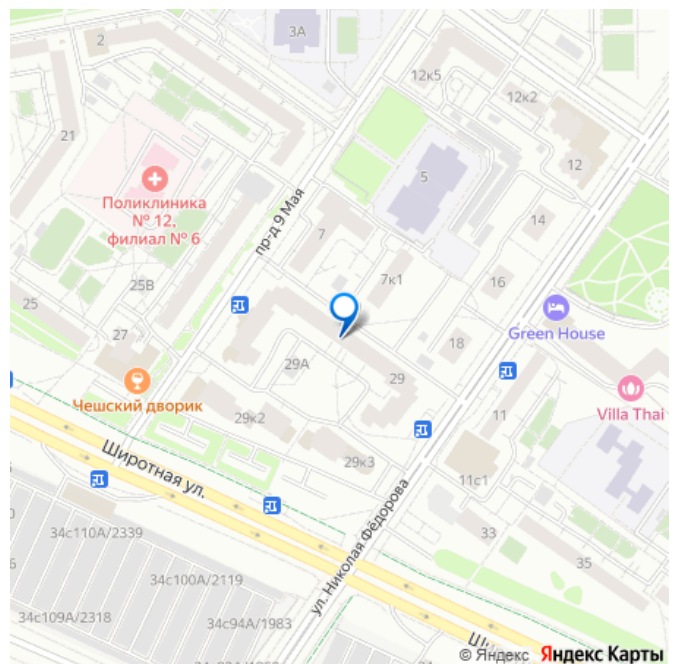 3А
2
12к5
12к2
21
12
5
Поликлиника
№ 12,
филиал № 6
пр-д 9 Мая
14
7
7к1
16
25В
25
Green House
27
18
29А
29
Villa Thai
Чешский дворик
29к2
11
Широтная ул.
29к3
11с1
34с110А/2339
ул. Николая Фёдорова
33
35
34с100А/2119
34с109А/2318
34с94А/1983
© Яндекс Яндекс Карты